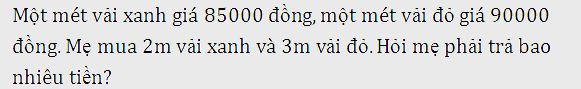 Một mét vải xanh giá 85000 đồng, một mét vải đỏ giá 90000
đồng. Mẹ mua 2m vải xanh và 3m vải đỏ. Hỏi mẹ phải trả bao
nhiêu tiền?